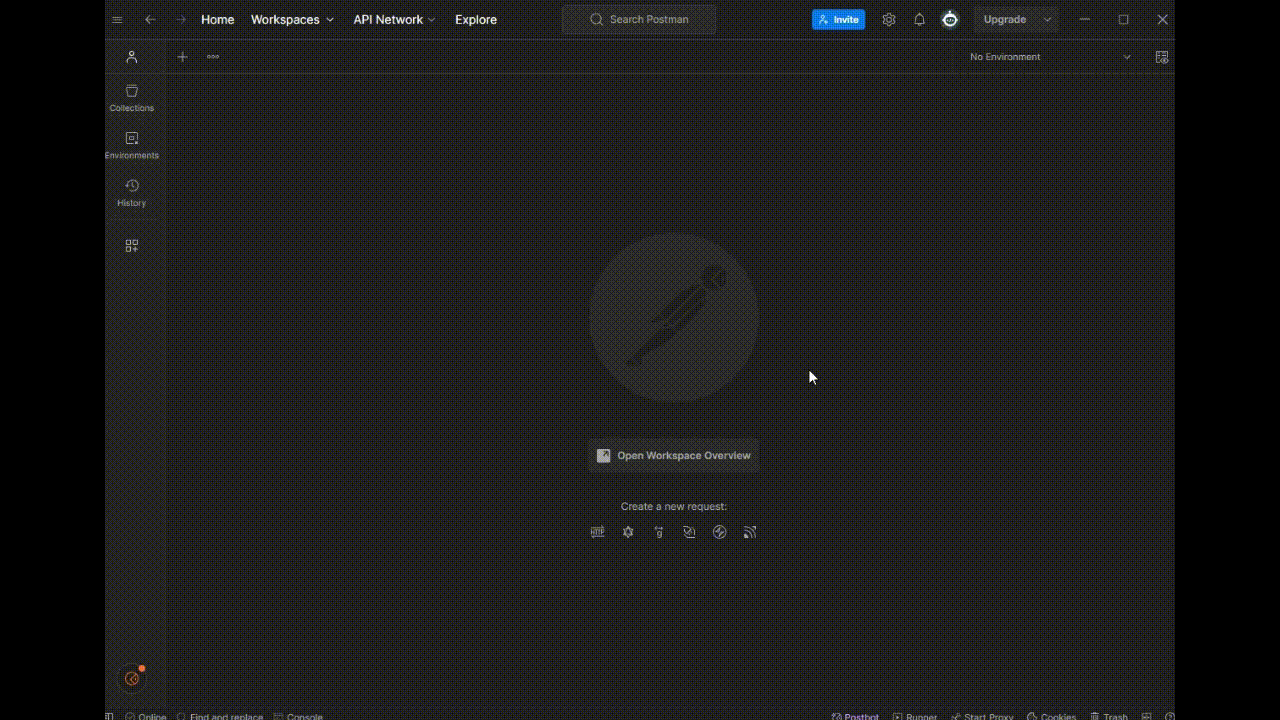 Home Workspaces API Network Explore Search Postman Invite Upgrade
No Environment
Collections
Environments
History
Open Workspace Overview
Create a new request:
HTTP
Online Find and replace Console Postbot Runner Start Proxy Cookies Trash